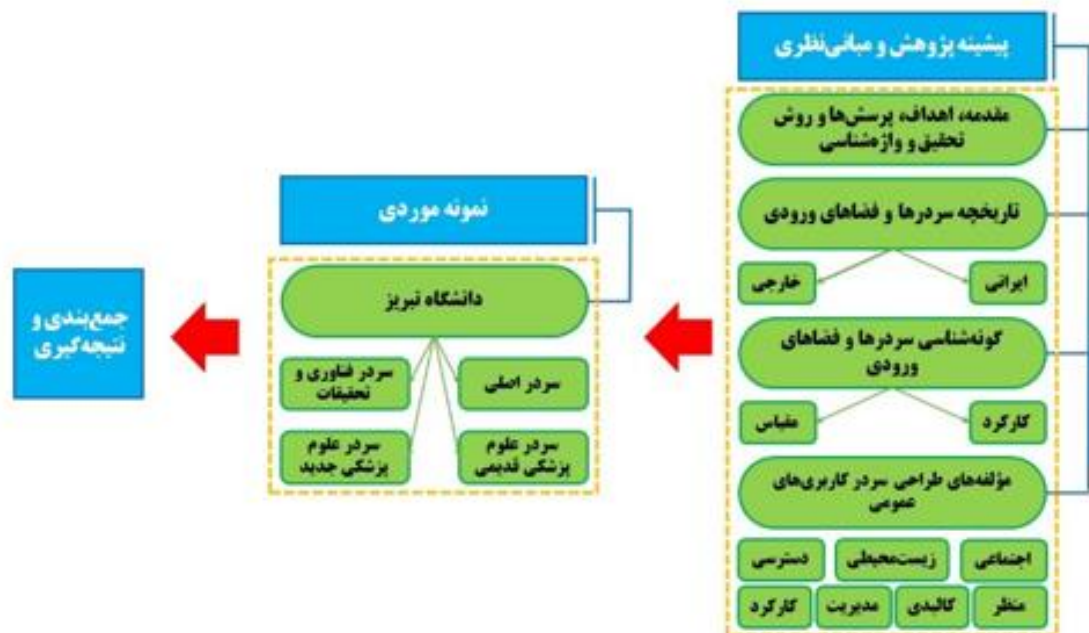 پیشینه پژوهش و مبانی‌نظری
مقدمه، اهداف، پرسش‌ها و روش
تحقیق و واژه‌شناسی
تاریخچه سردرها و فضاهای ورودی
ایرانی
خارجی
گونه‌شناسی سردرها و فضاهای
ورودی
کارکرد
مقیاس
مؤلفه‌های طراحی سردر کاربری‌های
عمومی
اجتماعی
زیست‌محیطی
دسترسی
منظر
کالبدی
مدیریت
کارکرد
نمونه موردی
دانشگاه تبریز
سردر اصلی
سردر فناوری و
تحقیقات
سردر علوم
پزشکی قدیمی
سردر علوم
پزشکی جدید
جمع‌بندی و
نتیجه‌گیری